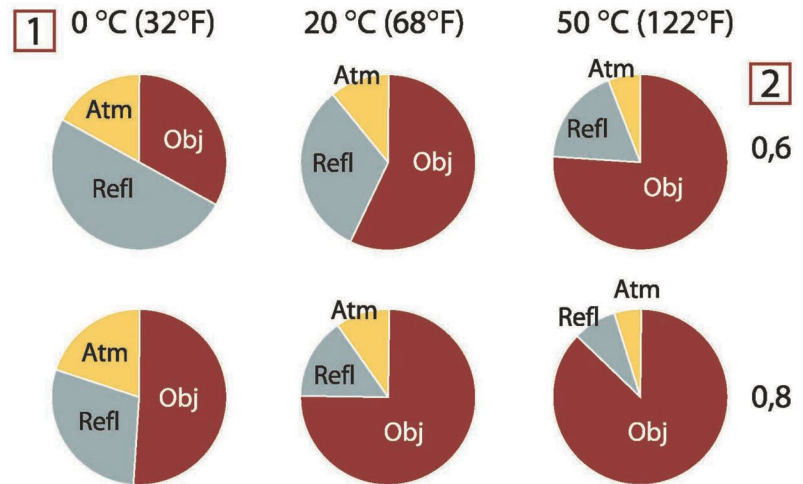 1 0 °C (32°F) 20 °C (68°F) 50 °C (122°F)
2
0,6
Atm Obj Refl
Atm Refl Obj
Atm Refl Obj
0,8
Atm Obj Refl
Atm Refl Obj
Atm Refl Obj